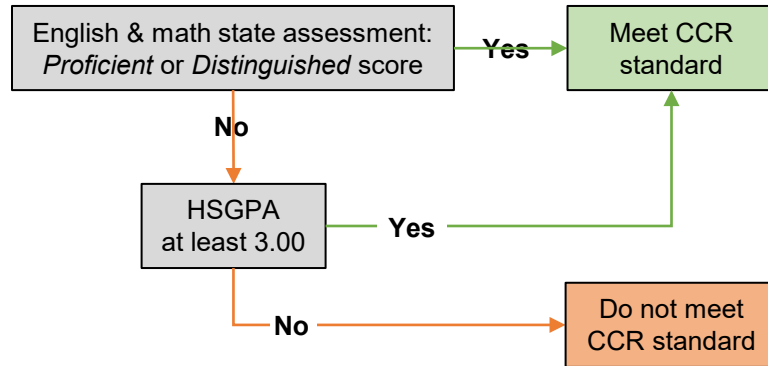 English & math state assessment:
Proficient or Distinguished score
Yes
Meet CCR
standard
No
HSGPA
at least 3.00
Yes
No
Do not meet
CCR standard